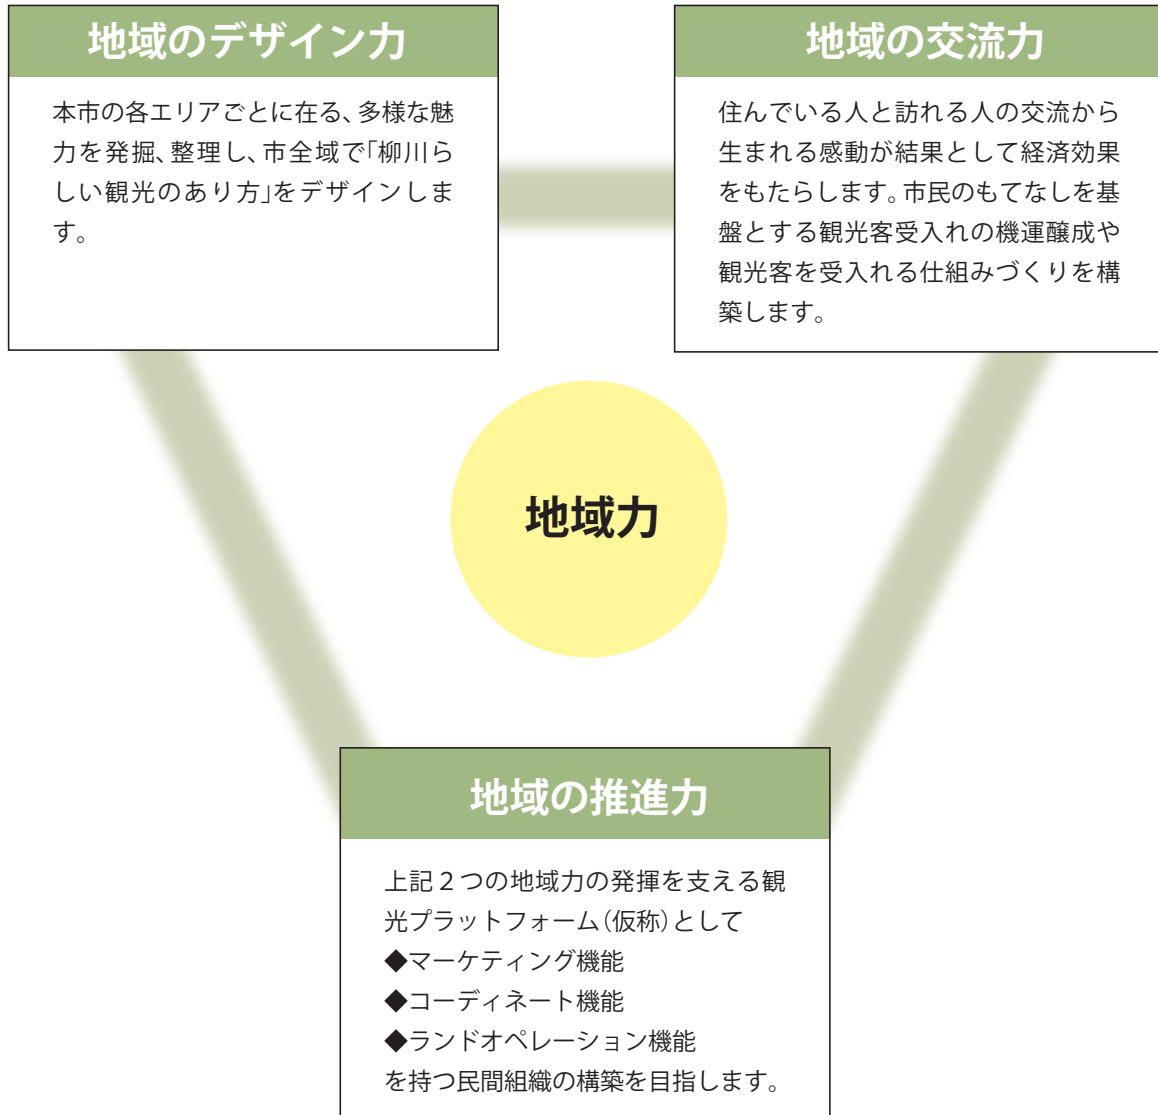 地域のデザイン力
本市の各エリアごとに在る、多様な魅
力を発掘、整理し、市全域で「柳川ら
しい観光のあり方」をデザインしま
す。
地域の交流力
住んでいる人と訪れる人の交流から
生まれる感動が結果として経済効果
をもたらします。市民のもてなしを基
盤とする観光客受入れの機運醸成や
観光客を受入れる仕組みづくりを構
築します。
地域力
地域の推進力
上記２つの地域力の発揮を支える観
光プラットフォーム（仮称）として
◆マーケティング機能
◆コーディネート機能
◆ランドオペレーション機能
を持つ民間組織の構築を目指します。